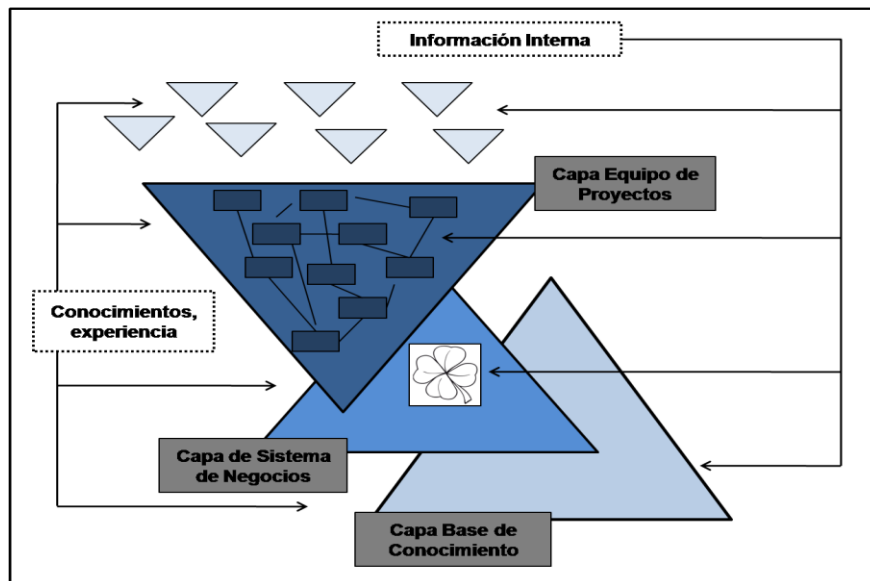 Información Interna
Capa Equipo de
Proyectos
Conocimientos,
experiencia
Capa de Sistema
de Negocios
Capa Base de
Conocimiento